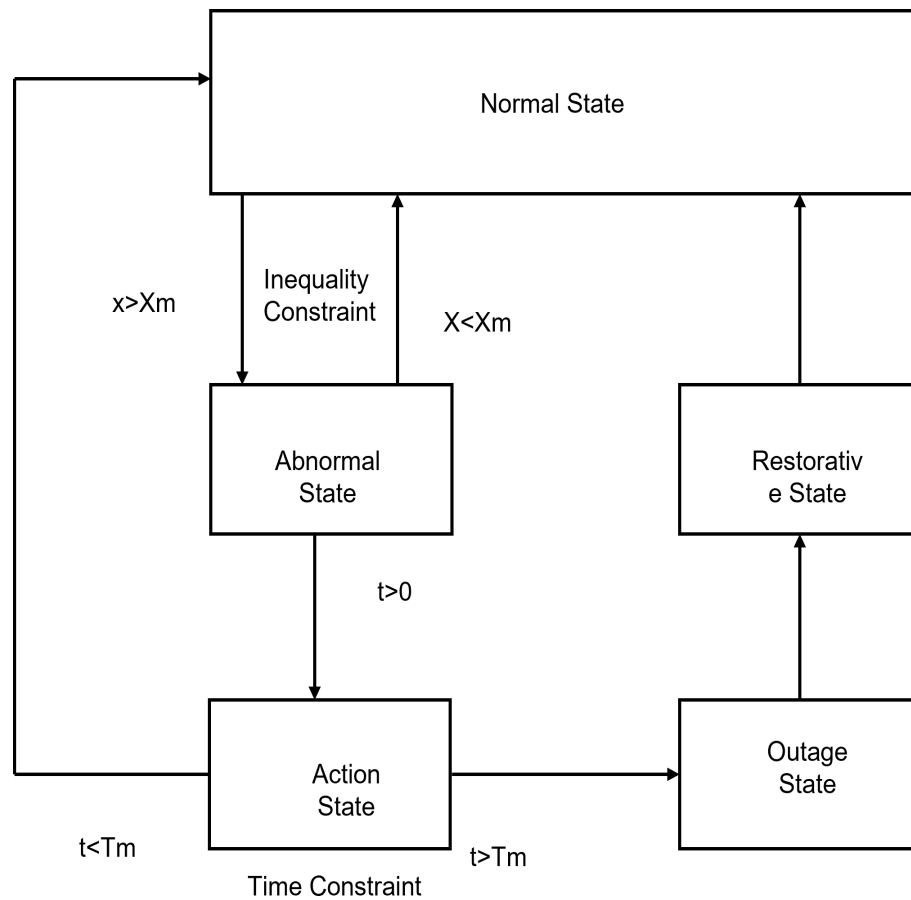 Normal State
Inequality
Constraint
x>Xm
X<Xm
Abnormal
State
Restorativ
e State
t>0
Action
State
Outage
State
t<Tm
t>Tm
Time Constraint